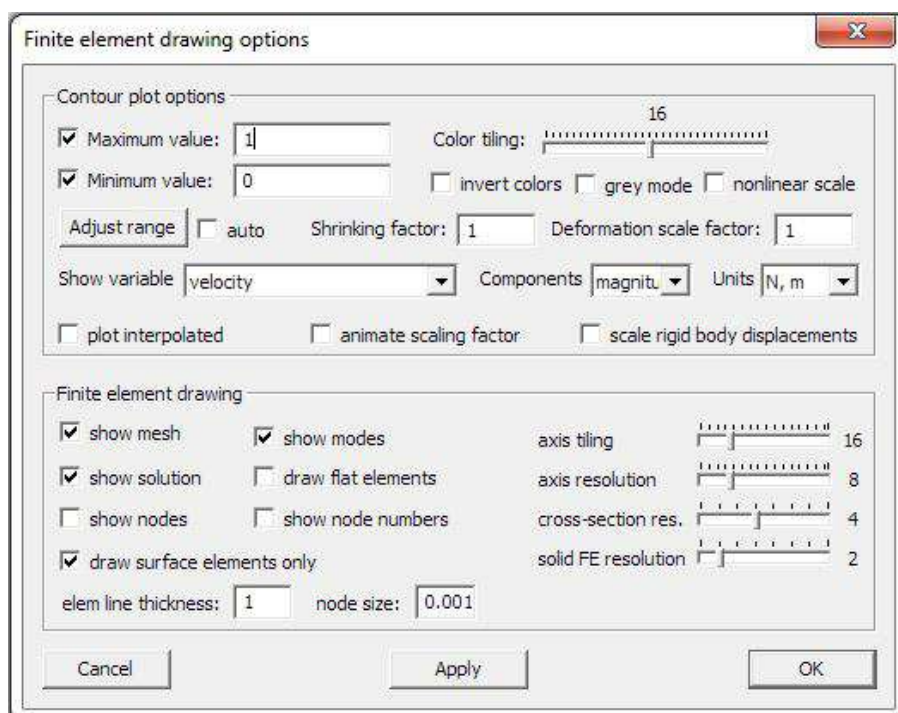 Finite element drawing options
Contour plot options
Maximum value: 1
Color tiling: 16
Minimum value: 0
invert colors grey mode nonlinear scale
Adjust range auto Shrinking factor: 1 Deformation scale factor: 1
Show variable velocity Components magnitu Units N, m
plot interpolated animate scaling factor scale rigid body displacements
Finite element drawing
show mesh show modes axis tiling 16
show solution draw flat elements axis resolution 8
show nodes show node numbers cross-section res. 4
draw surface elements only solid FE resolution 2
elem line thickness: 1 node size: 0.001
Cancel Apply OK